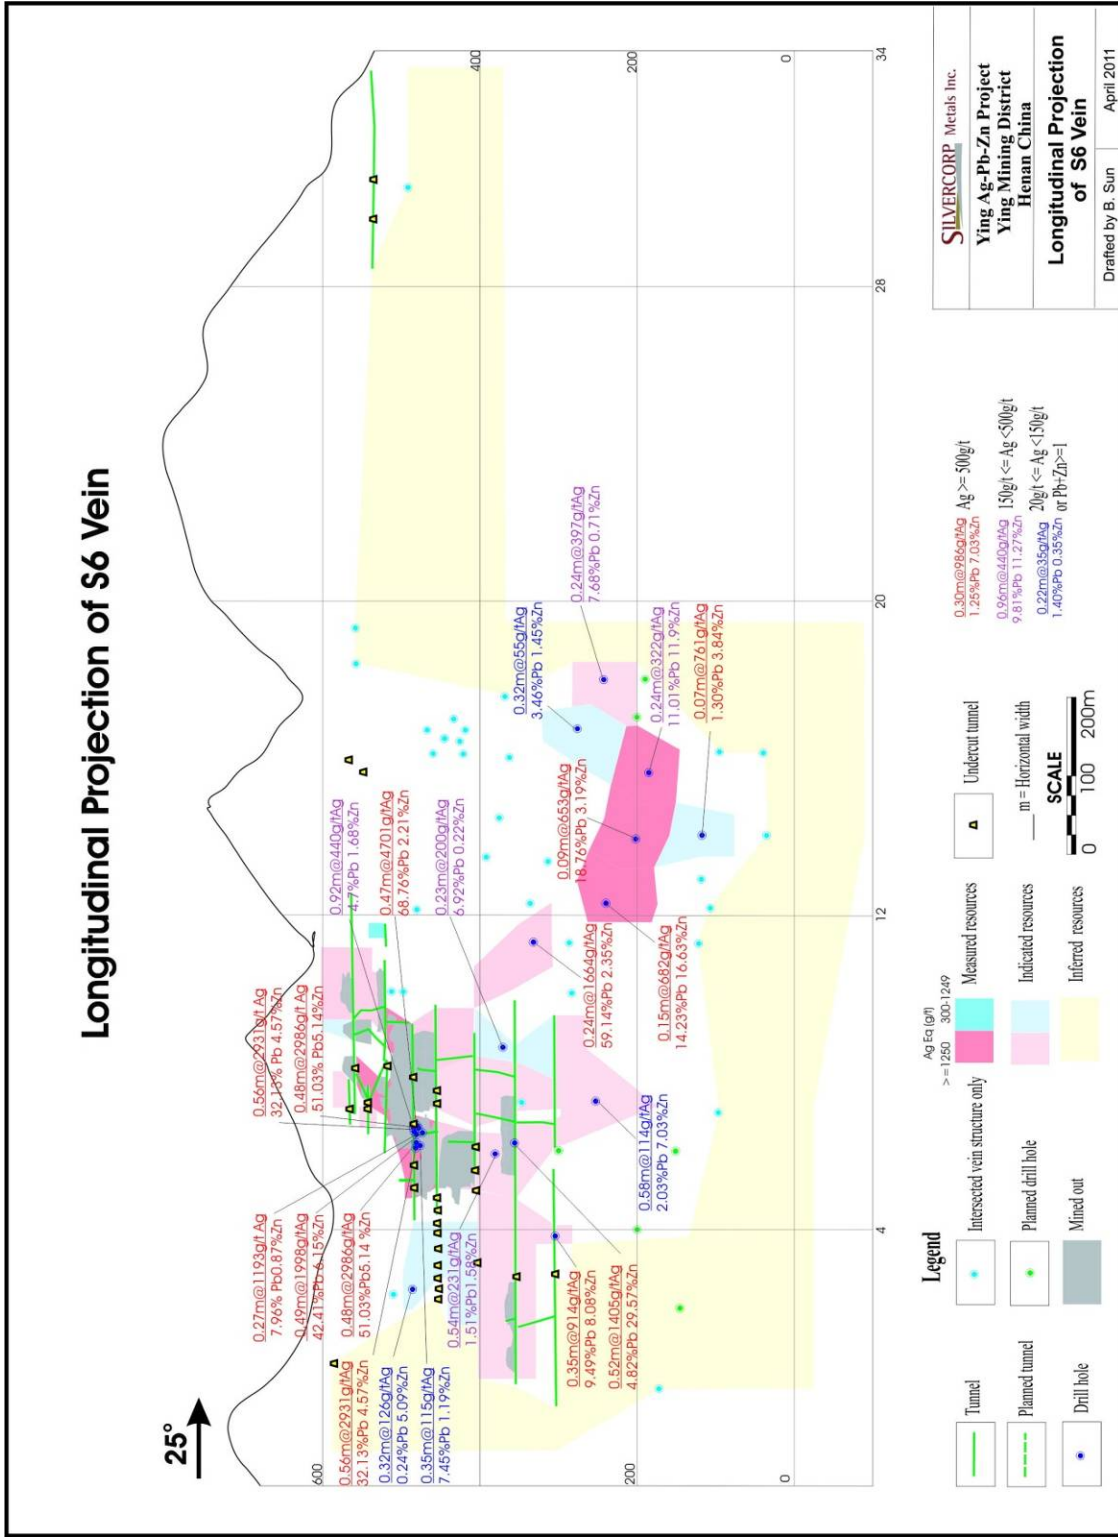 Longitudinal Projection of S6 Vein
25°
0.27m@1193g/t Ag
7.96% Pb0.87%Zn
0.49m@1998g/tAg
42.41%Pb 6.15%Zn
0.48m@2986g/tAg
51.03%Pb5.14 %Zn
0.56m@2931g/t Ag
32.13% Pb 4.57%Zn
0.48m@2986g/t Ag
51.03% Pb5.14%Zn
0.92m@440g/tAg
4.7%Pb 1.68%Zn
0.47m@4701g/tAg
68.76%Pb 2.21%Zn
0.23m@200g/tAg
6.92%Pb 0.22%Zn
0.56m@2931g/tAg
32.13%Pb 4.57%Zn
0.32m@126g/tAg
0.24%Pb 5.09%Zn
0.35m@115g/tAg
7.45%Pb 1.19%Zn
0.54m@231g/tAg
1.51%Pb1.58%Zn
0.35m@914g/tAg
9.49%Pb 8.08%Zn
0.52m@1405g/tAg
4.82%Pb 29.57%Zn
0.58m@114g/tAg
2.03%Pb 7.03%Zn
0.24m@1664g/tAg
59.14%Pb 2.35%Zn
0.15m@682g/tAg
14.23%Pb 16.63%Zn
0.09m@653g/tAg
18.76%Pb 3.19%Zn
0.32m@55g/tAg
3.46%Pb 1.45%Zn
0.24m@397g/tAg
7.68%Pb 0.71%Zn
0.24m@322g/tAg
11.01%Pb 11.9%Zn
0.07m@761g/tAg
1.30%Pb 3.84%Zn
600
200
0
400
200
0
4
12
20
28
34
Legend
Tunnel
Planned tunnel
Drill hole
Intersected vein structure only
Planned drill hole
Mined out
Ag Eq (g/t)
>=1250 300-1249
Measured resources
Indicated resources
Inferred resources
Undercut tunnel
m = Horizontal width
SCALE
0 100 200m
0.30m@986g/tAg
1.25%Pb 7.03%Zn
Ag >= 500g/t
0.96m@440g/tAg
9.81%Pb 11.27%Zn
150g/t <= Ag <500g/t
0.22m@35g/tAg
1.40%Pb 0.35%Zn
20g/t <= Ag <150g/t
or Pb+Zn>=1
SILVERCORP Metals Inc.
Ying Ag-Pb-Zn Project
Ying Mining District
Henan China
Longitudinal Projection
of S6 Vein
Drafted by B. Sun
April 2011